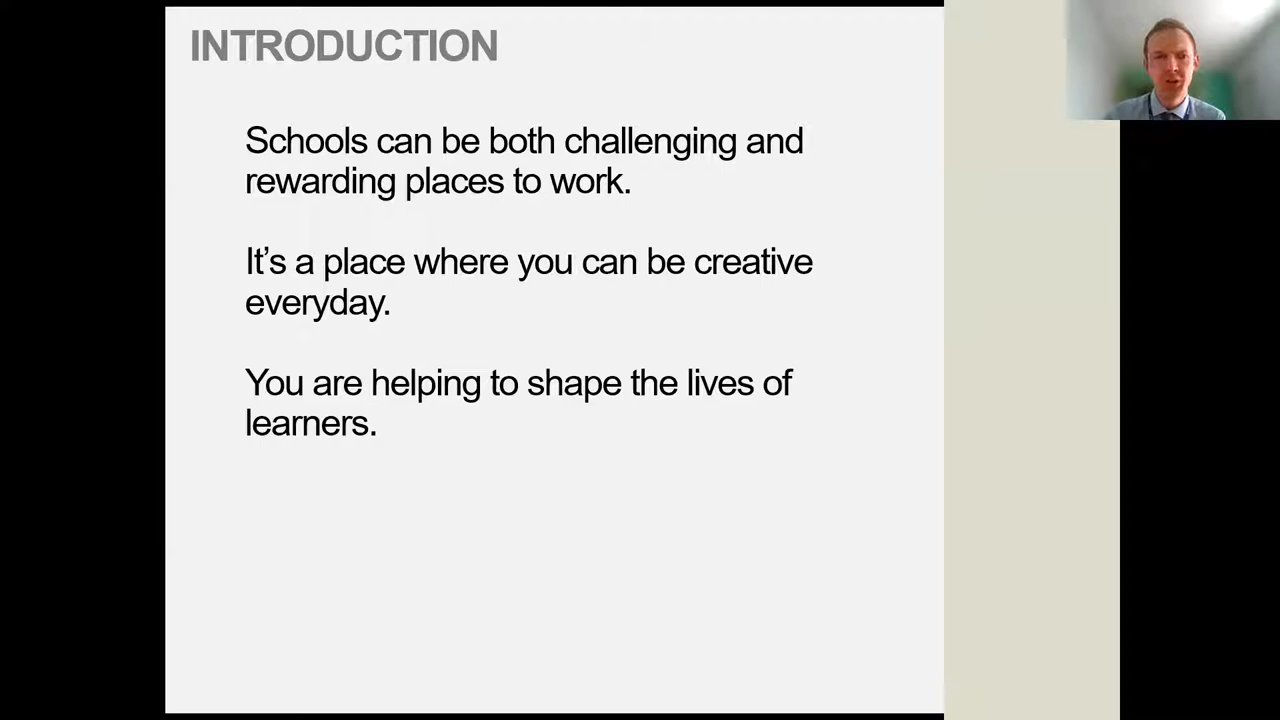 INTRODUCTION
Schools can be both challenging and
rewarding places to work.
It’s a place where you can be creative
everyday.
You are helping to shape the lives of
learners.